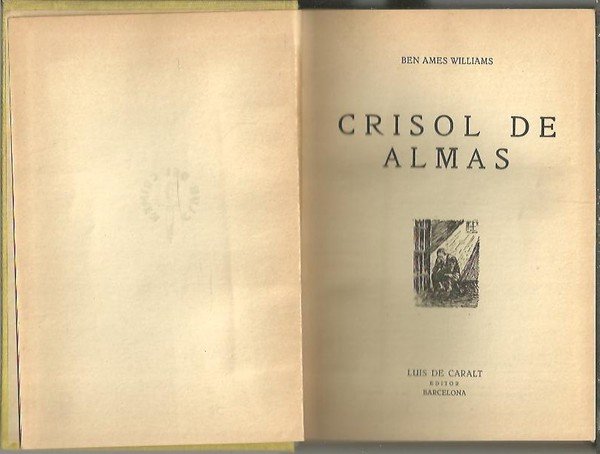 BEN AMES WILLIAMS
CRISOL DE
ALMAS
LUIS DE CARALT
EDITOR
BARCELONA